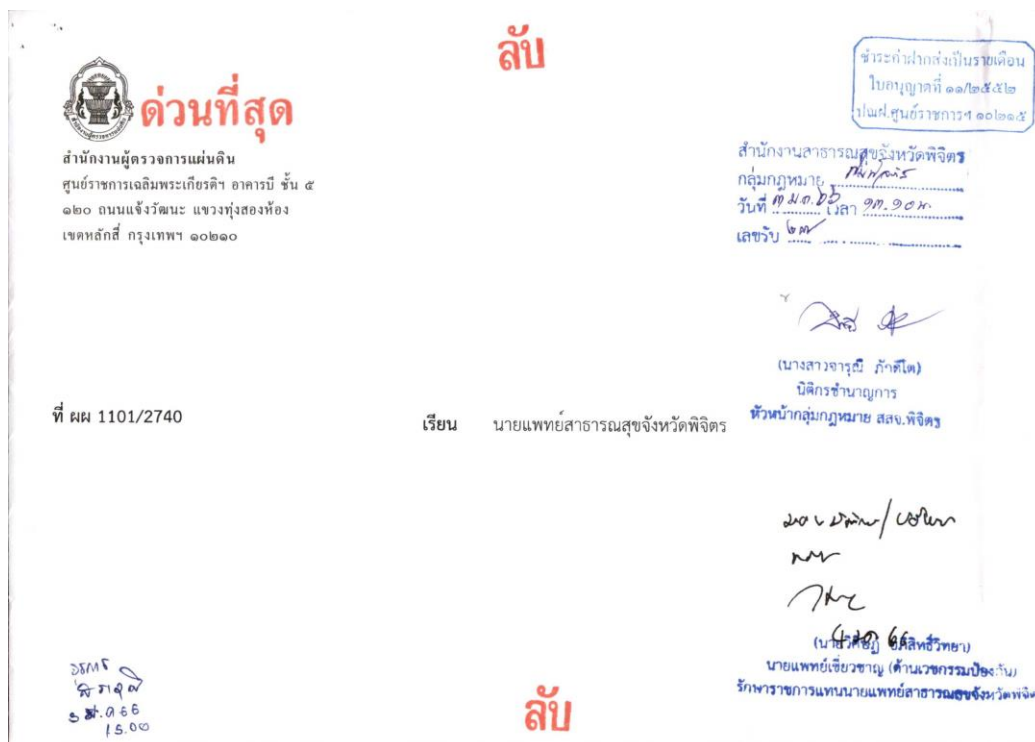 ลับ
ด่วนที่สุด
ชำระค่าฝากส่งเป็นรายเดือน
ใบอนุญาตที่ ๑๑/๒๕๕๒
ปณฝ.ศูนย์ราชการฯ ๑๐๒๑๕
สำนักงานผู้ตรวจการแผ่นดิน
ศูนย์ราชการเฉลิมพระเกียรติฯ อาคารบี ชั้น ๕
๑๒๐ ถนนแจ้งวัฒนะ แขวงทุ่งสองห้อง
เขตหลักสี่ กรุงเทพฯ ๑๐๒๑๐
สำนักงานสาธารณสุขจังหวัดพิจิตร
กลุ่มกฎหมาย
วันที่ ๓ ม.ค. ๖๖ เวลา ๑๓.๑๐ น.
เลขรับ ๒๗
(นางสาวจารุณี ภักดีโต)
นิติกรชำนาญการ
หัวหน้ากลุ่มกฎหมาย สสจ.พิจิตร
ที่ ผผ 1101/2740
เรียน นายแพทย์สาธารณสุขจังหวัดพิจิตร
ทราบ
นายแพทย์เชี่ยวชาญ (ด้านเวชกรรมป้องกัน)
รักษาราชการแทนนายแพทย์สาธารณสุขจังหวัดพิจิตร
15.00
ลับ